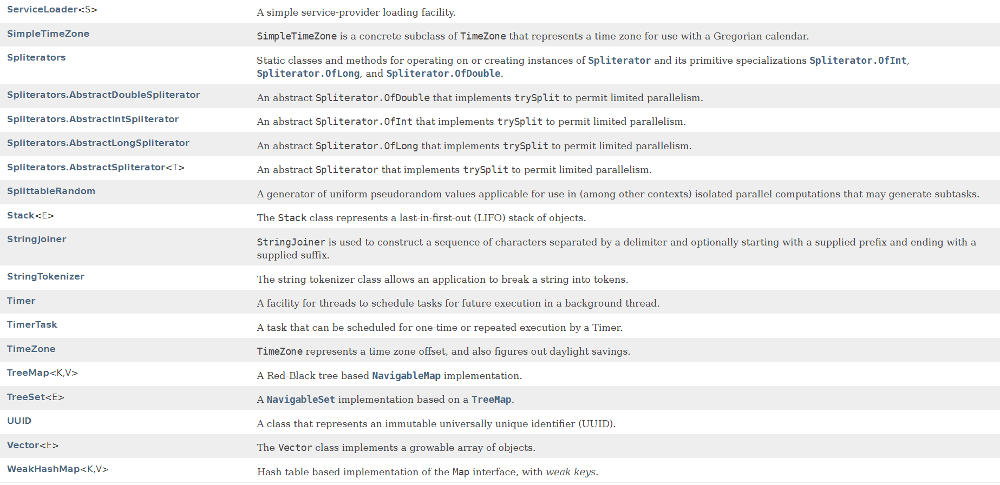 ServiceLoader<S> A simple service-provider loading facility.
SimpleTimeZone SimpleTimeZone is a concrete subclass of TimeZone that represents a time zone for use with a Gregorian calendar.
Spliterators Static classes and methods for operating on or creating instances of Spliterator and its primitive specializations Spliterator.OfInt,
Spliterator.OfLong, and Spliterator.OfDouble.
Spliterators.AbstractDoubleSpliterator An abstract Spliterator.OfDouble that implements trySplit to permit limited parallelism.
Spliterators.AbstractIntSpliterator An abstract Spliterator.OfInt that implements trySplit to permit limited parallelism.
Spliterators.AbstractLongSpliterator An abstract Spliterator.OfLong that implements trySplit to permit limited parallelism.
Spliterators.AbstractSpliterator<T> An abstract Spliterator that implements trySplit to permit limited parallelism.
SplittableRandom A generator of uniform pseudorandom values applicable for use in (among other contexts) isolated parallel computations that may generate subtasks.
Stack<E> The Stack class represents a last-in-first-out (LIFO) stack of objects.
StringJoiner StringJoiner is used to construct a sequence of characters separated by a delimiter and optionally starting with a supplied prefix and ending with a
supplied suffix.
StringTokenizer The string tokenizer class allows an application to break a string into tokens.
Timer A facility for threads to schedule tasks for future execution in a background thread.
TimerTask A task that can be scheduled for one-time or repeated execution by a Timer.
TimeZone TimeZone represents a time zone offset, and also figures out daylight savings.
TreeMap<K,V> A Red-Black tree based NavigableMap implementation.
TreeSet<E> A NavigableSet implementation based on a TreeMap.
UUID A class that represents an immutable universally unique identifier (UUID).
Vector<E> The Vector class implements a growable array of objects.
WeakHashMap<K,V> Hash table based implementation of the Map interface, with weak keys.